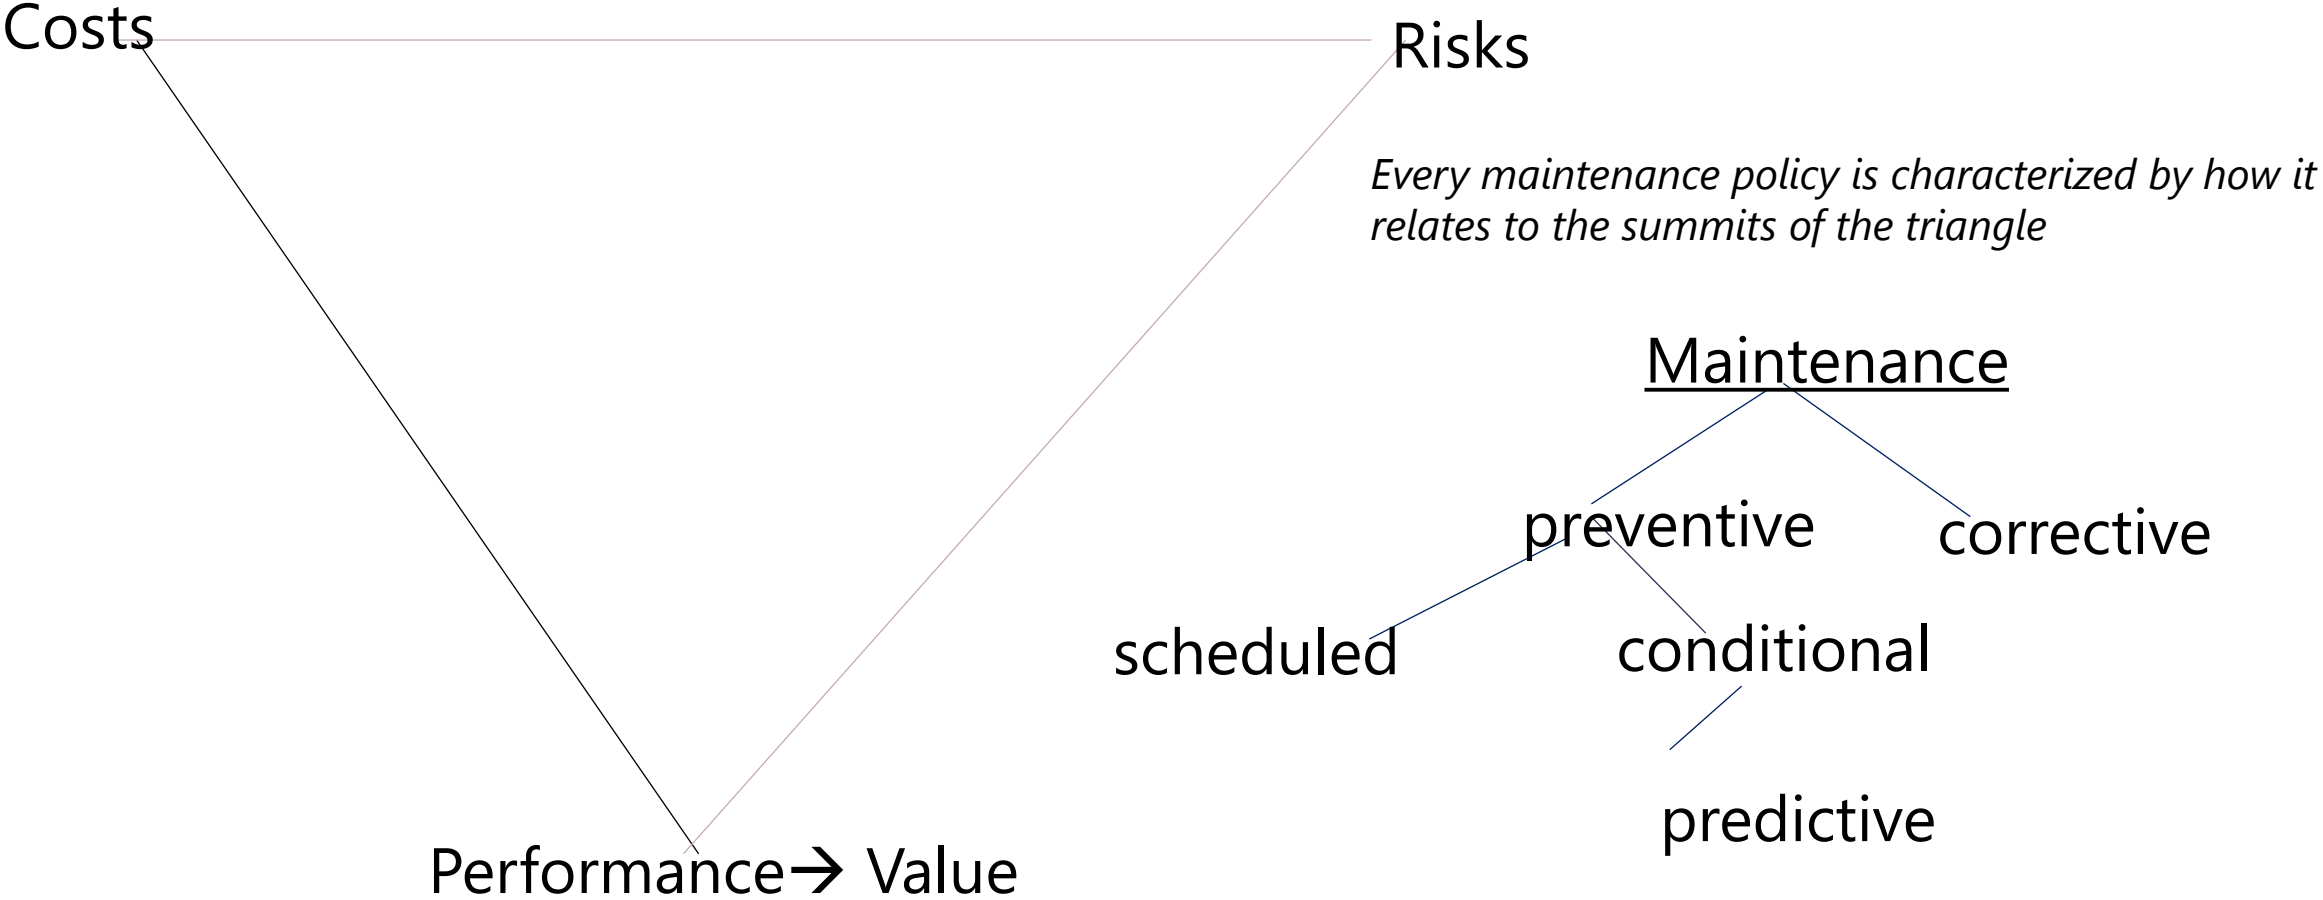 Costs
Risks
Every maintenance policy is characterized by how it
relates to the summits of the triangle
Maintenance
preventive
corrective
scheduled
conditional
predictive
Performance→ Value